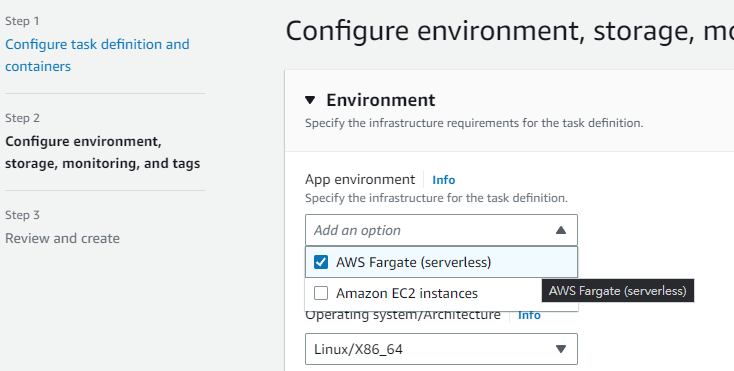 Step 1
Configure task definition and
containers
Step 2
Configure environment,
storage, monitoring, and tags
Step 3
Review and create
Configure environment, storage, mo
Environment
Specify the infrastructure requirements for the task definition.
App environment Info
Specify the infrastructure for the task definition.
Add an option
AWS Fargate (serverless)
Amazon EC2 instances
AWS Fargate (serverless)
Operating system/Architecture Info
Linux/X86_64